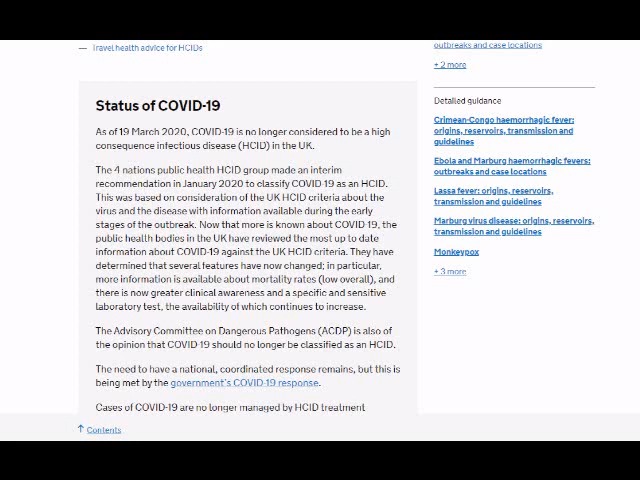 — Travel health advice for HCIDs
Status of COVID-19
As of 19 March 2020, COVID-19 is no longer considered to be a high
consequence infectious disease (HCID) in the UK.
The 4 nations public health HCID group made an interim
recommendation in January 2020 to classify COVID-19 as an HCID.
This was based on consideration of the UK HCID criteria about the
virus and the disease with information available during the early
stages of the outbreak. Now that more is known about COVID-19, the
public health bodies in the UK have reviewed the most up to date
information about COVID-19 against the UK HCID criteria. They have
determined that several features have now changed; in particular,
more information is available about mortality rates (low overall), and
there is now greater clinical awareness and a specific and sensitive
laboratory test, the availability of which continues to increase.
The Advisory Committee on Dangerous Pathogens (ACDP) is also of
the opinion that COVID-19 should no longer be classified as an HCID.
The need to have a national, coordinated response remains, but this is
being met by the government's COVID-19 response.
Cases of COVID-19 are no longer managed by HCID treatment
↑ Contents
outbreaks and case locations
+ 2 more
Detailed guidance
Crimean-Congo haemorrhagic fever:
origins, reservoirs, transmission and
guidelines
Ebola and Marburg haemorrhagic fevers:
outbreaks and case locations
Lassa fever: origins, reservoirs,
transmission and guidelines
Marburg virus disease: origins, reservoirs,
transmission and guidelines
Monkeypox
+ 3 more